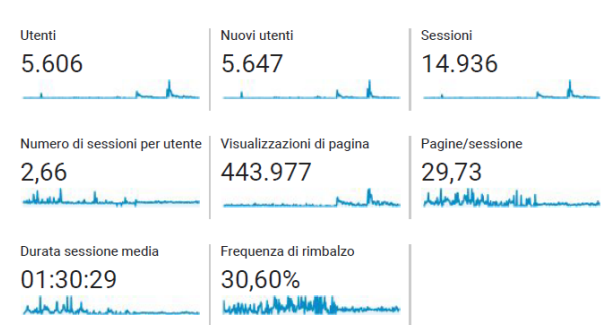 Utenti
5.606
Nuovi utenti
5.647
Sessioni
14.936
Numero di sessioni per utente
2,66
Visualizzazioni di pagina
443.977
Pagine/sessione
29,73
Durata sessione media
01:30:29
Frequenza di rimbalzo
30,60%